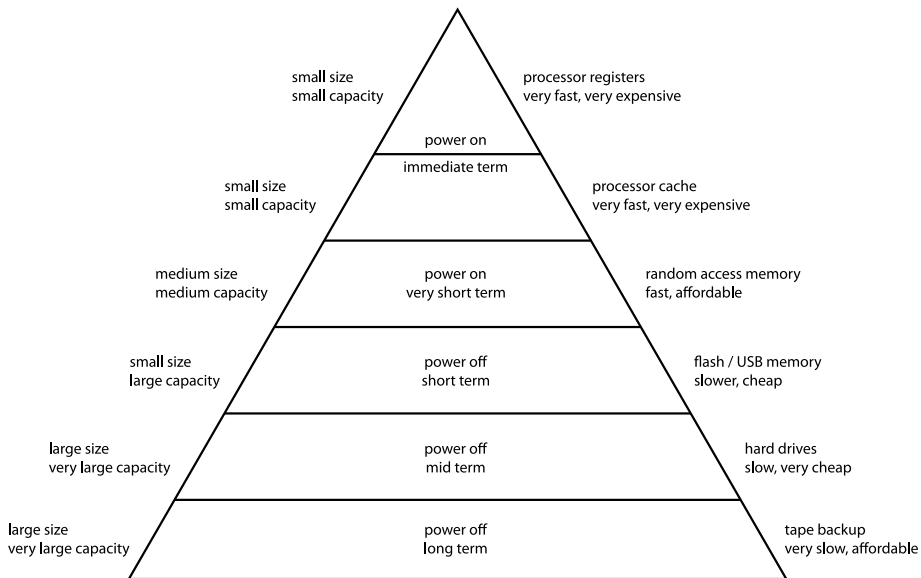 small size
small capacity
processor registers
very fast, very expensive
power on
immediate term
small size
small capacity
processor cache
very fast, very expensive
medium size
medium capacity
power on
very short term
random access memory
fast, affordable
small size
large capacity
power off
short term
flash / USB memory
slower, cheap
large size
very large capacity
power off
mid term
hard drives
slow, very cheap
large size
very large capacity
power off
long term
tape backup
very slow, affordable